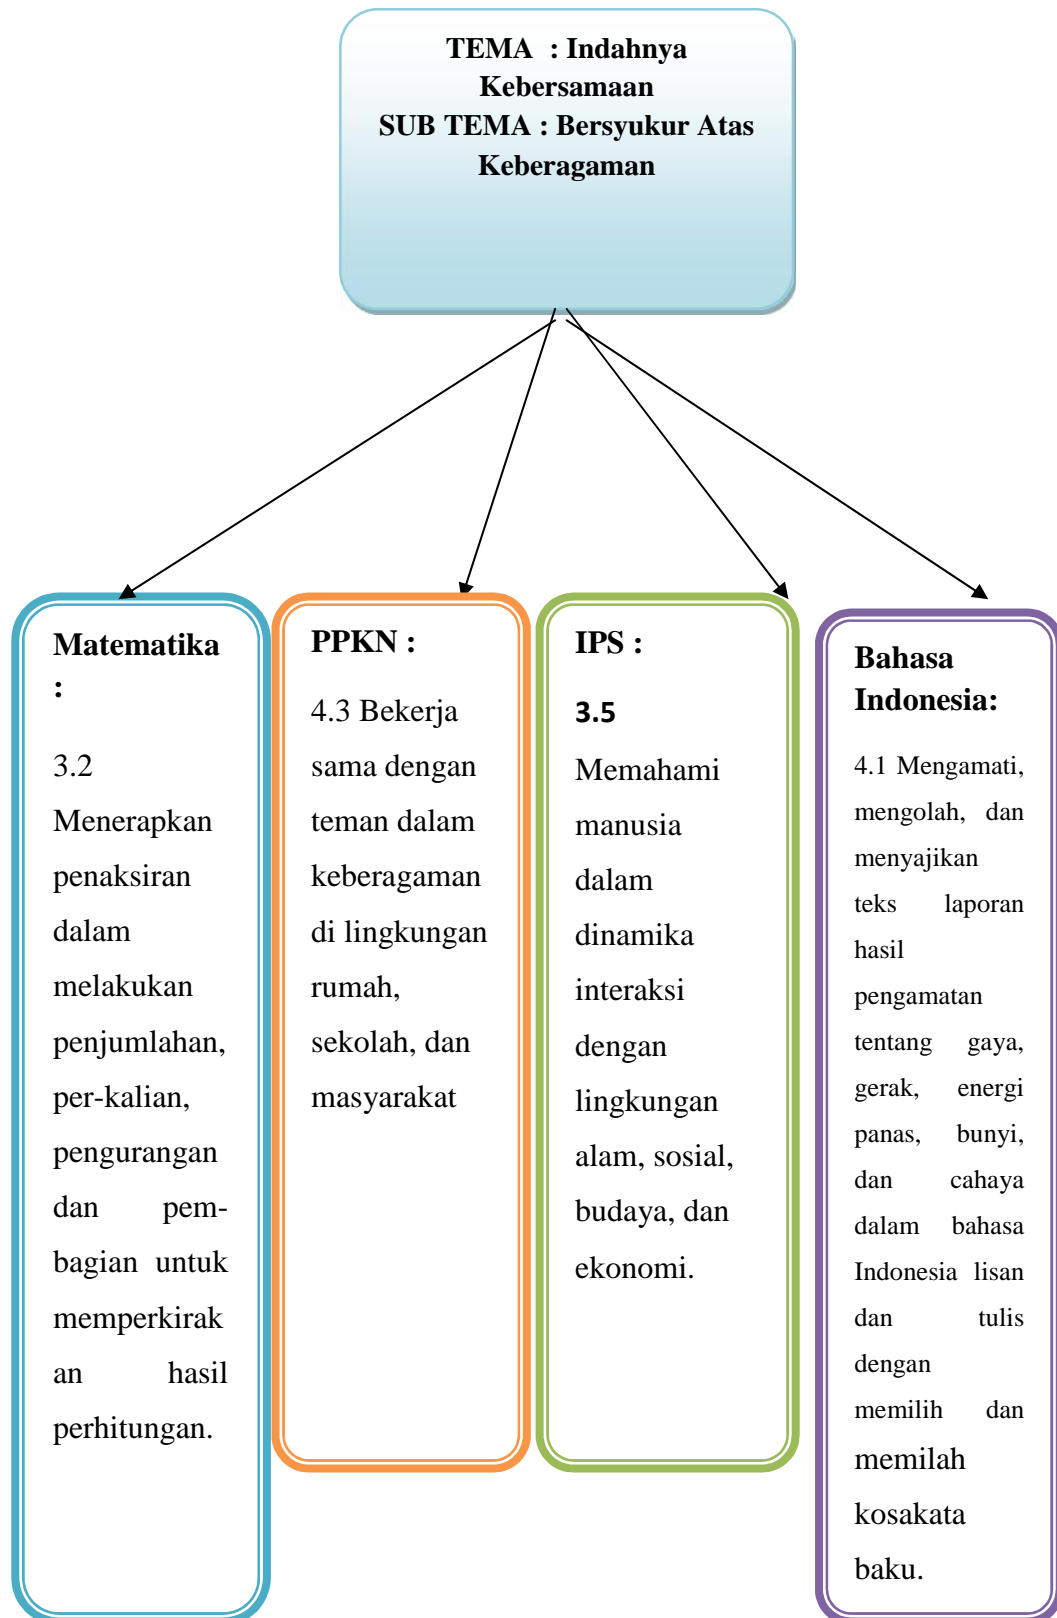 TEMA : Indahnya
Kebersamaan
SUB TEMA : Bersyukur Atas
Keberagaman
Matematika
:
3.2
Menerapkan
penaksiran
dalam
melakukan
penjumlahan,
per-kalian,
pengurangan
dan pem-
bagian untuk
memperkirak
an hasil
perhitungan.
PPKN :
4.3 Bekerja
sama dengan
teman dalam
keberagaman
di lingkungan
rumah,
sekolah, dan
masyarakat
IPS :
3.5
Memahami
manusia
dalam
dinamika
interaksi
dengan
lingkungan
alam, sosial,
budaya, dan
ekonomi.
Bahasa
Indonesia:
4.1 Mengamati,
mengolah, dan
menyajikan
teks laporan
hasil
pengamatan
tentang gaya,
gerak, energi
panas, bunyi,
dan cahaya
dalam bahasa
Indonesia lisan
dan tulis
dengan
memilih dan
memilah
kosakata
baku.